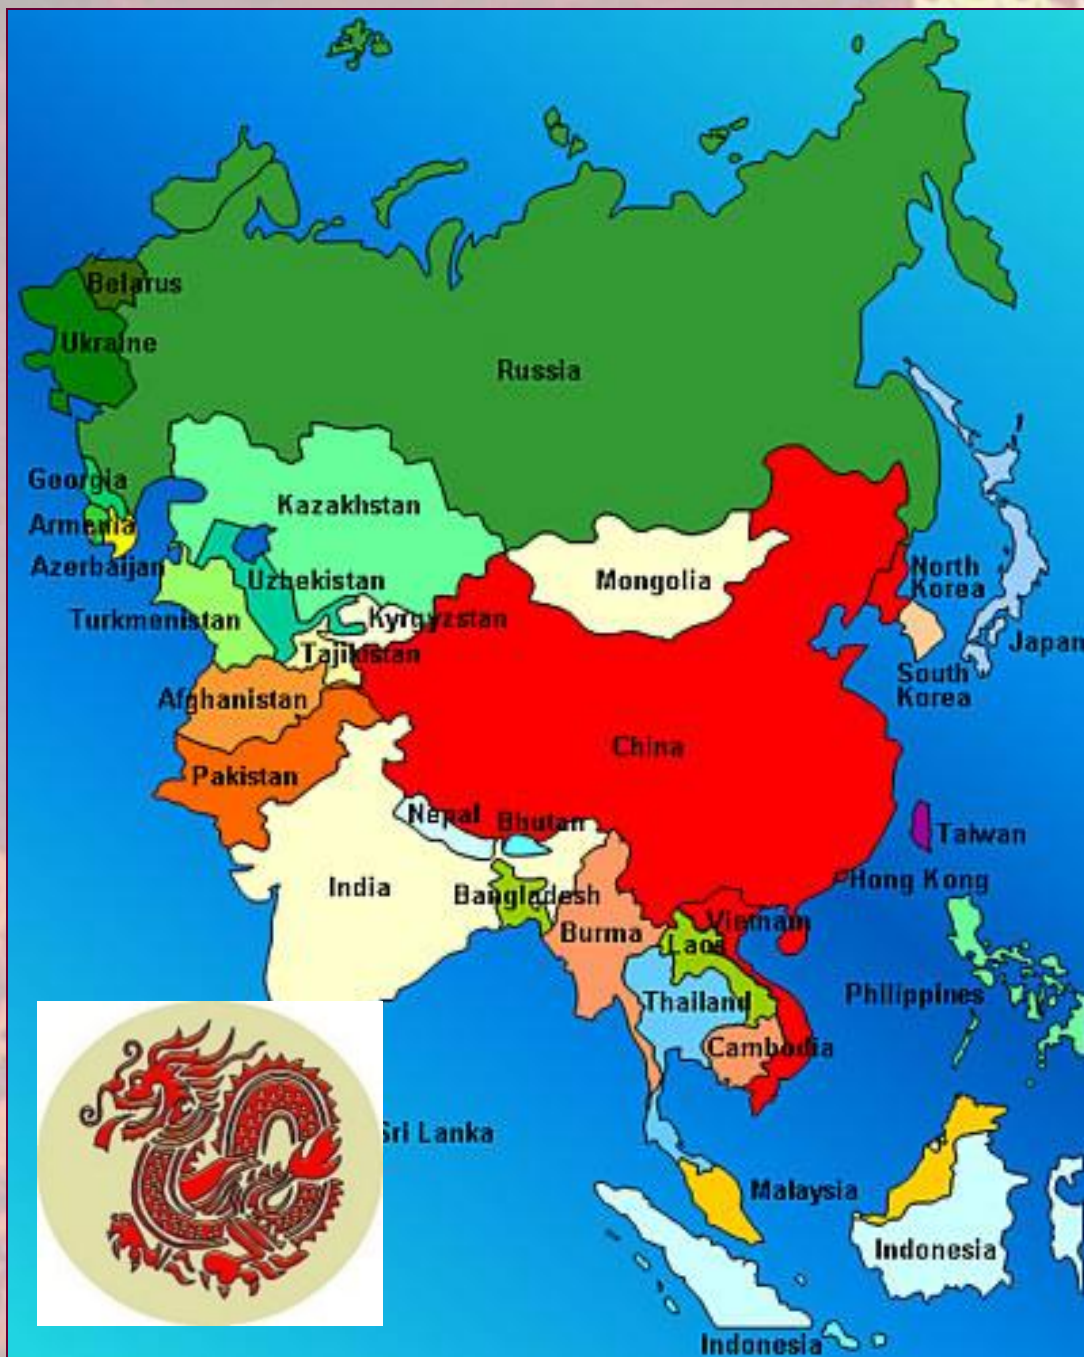 Belarus
Ukraine
Russia
Georgia
Kazakhstan
Armenia
Azerbaijan
Uzbekistan
Mongolia
North
Korea
Turkmenistan
Kyrgyzstan
Tajikistan
Japan
South
Korea
Afghanistan
China
Pakistan
Nepal
Bhutan
Taiwan
India
Bangladesh
Hong Kong
Burma
Vietnam
Laos
Thailand
Philippines
Cambodia
Sri Lanka
Malaysia
Indonesia
Indonesia